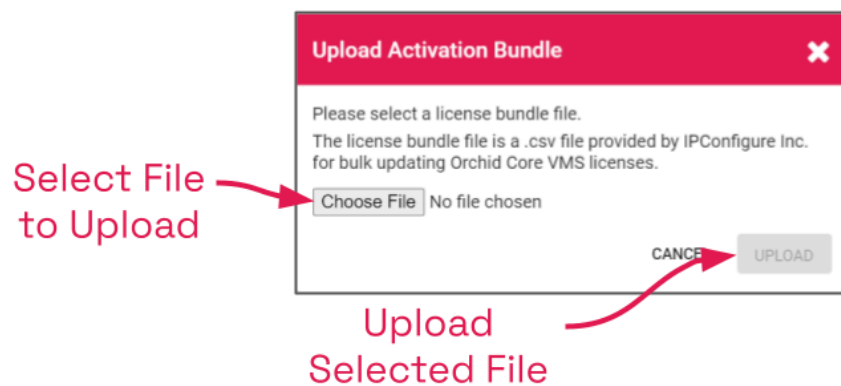 Upload Activation Bundle
Please select a license bundle file.
The license bundle file is a .csv file provided by IPConfigure Inc.
for bulk updating Orchid Core VMS licenses.
Select File
to Upload
Choose File No file chosen
CANCE
UPLOAD
Upload
Selected File